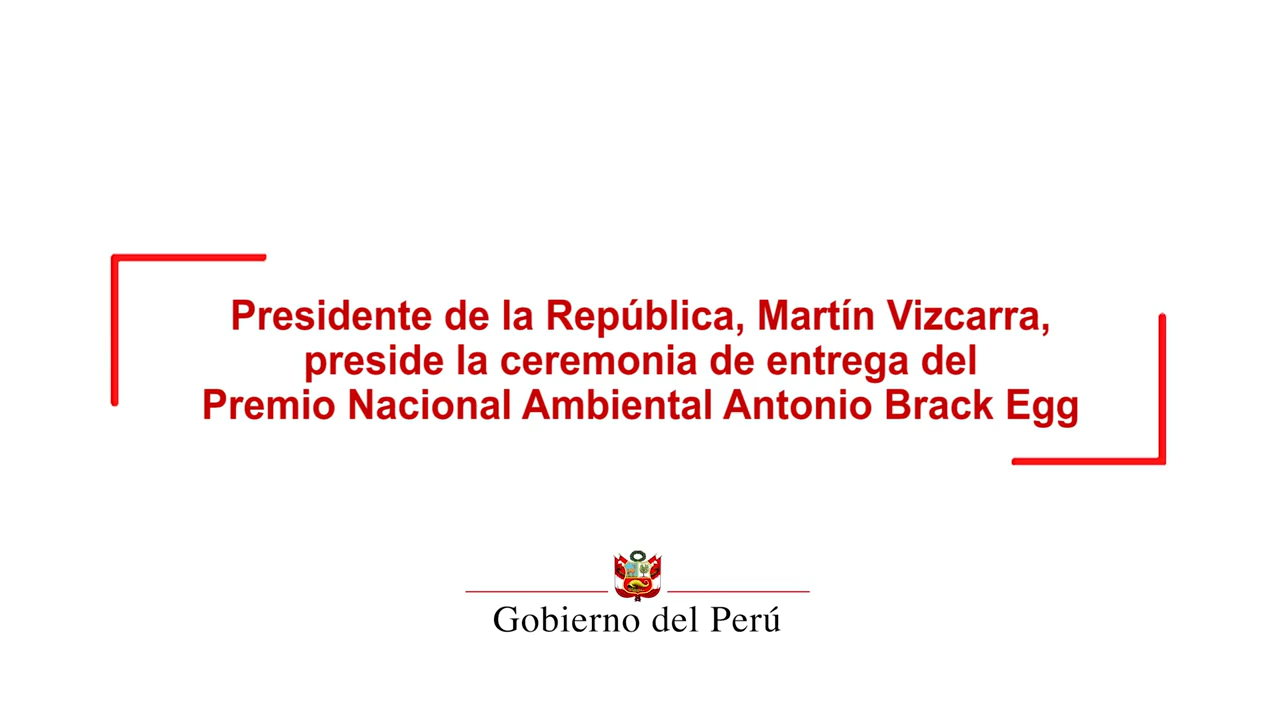 Presidente de la República, Martín Vizcarra,
preside la ceremonia de entrega del
Premio Nacional Ambiental Antonio Brack Egg
Gobierno del Perú